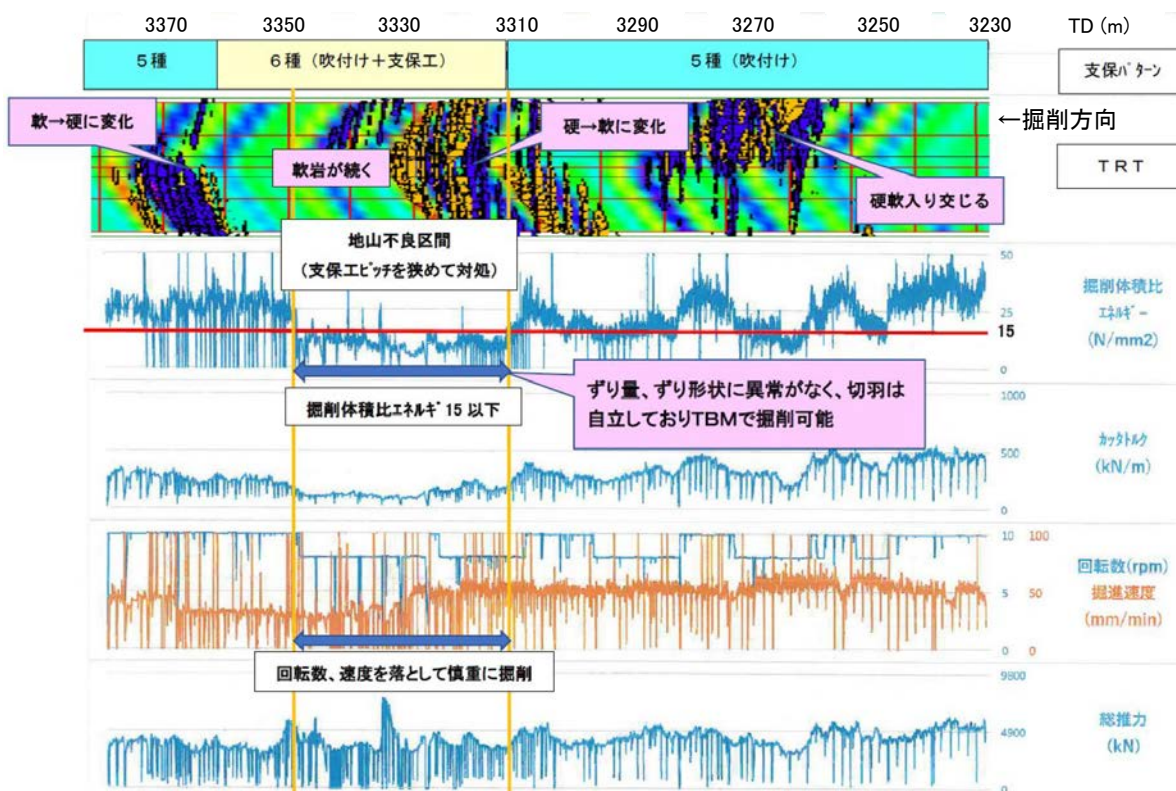 3370 3350 3330 3310 3290 3270 3250 3230 TD (m)
5種 6種（吹付け＋支保工） 5種（吹付け） 支保ﾊﾟﾀｰﾝ
軟→硬に変化
軟岩が続く
硬→軟に変化
硬軟入り交じる
←掘削方向
ＴＲＴ
地山不良区間
（支保工ﾋﾟｯﾁを狭めて対処）
50
25
15
0
掘削体積比
ｴﾈﾙｷﾞｰ
(N/mm2)
掘削体積比ｴﾈﾙｷﾞ 15 以下
ずり量、ずり形状に異常がなく、切羽は
自立しておりTBMで掘削可能
1000
500
0
ｶｯﾀﾄﾙｸ
(kN/m)
10 100
5 50
0 0
回転数(rpm)
掘進速度
(mm/min)
回転数、速度を落として慎重に掘削
9800
4900
0
総推力
(kN)